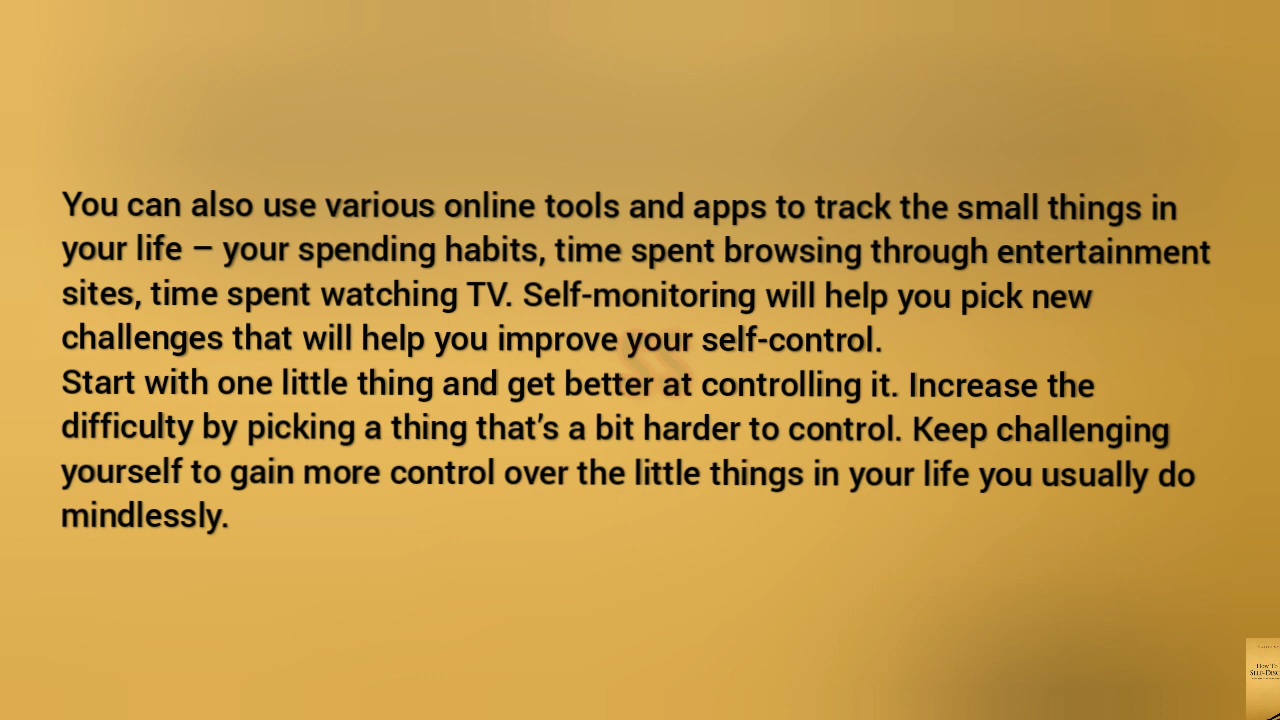 You can also use various online tools and apps to track the small things in
your life – your spending habits, time spent browsing through entertainment
sites, time spent watching TV. Self-monitoring will help you pick new
challenges that will help you improve your self-control.
Start with one little thing and get better at controlling it. Increase the
difficulty by picking a thing that’s a bit harder to control. Keep challenging
yourself to gain more control over the little things in your life you usually do
mindlessly.
How To